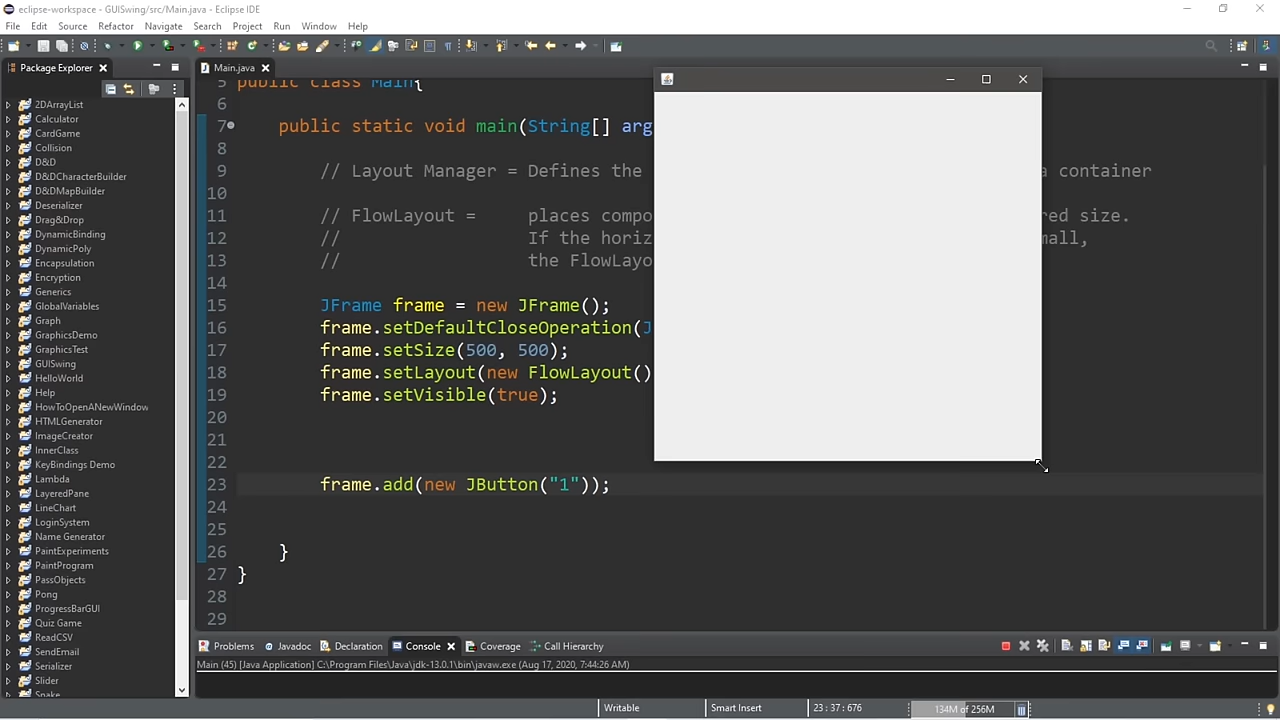 eclipse-workspace - GUISwing/src/Main.java - Eclipse IDE
File Edit Source Refactor Navigate Search Project Run Window Help
Package Explorer
Main.java
2DArrayList
Calculator
CardGame
Collision
D&D
D&DCharacterBuilder
D&DMapBuilder
Deserializer
Drag&Drop
DynamicBinding
DynamicPoly
Encapsulation
Encryption
Generics
GlobalVariables
Graph
GraphicsDemo
GraphicsTest
GUISwing
HelloWorld
Help
HowToOpenANewWindow
HTMLGenerator
ImageCreator
InnerClass
KeyBindings Demo
Lambda
LayeredPane
LineChart
LoginSystem
Name Generator
PaintExperiments
PaintProgram
PassObjects
Pong
ProgressBarGUI
Quiz Game
ReadCSV
SendEmail
Serializer
Slider
Snake
5 public class Main{
6
7 public static void main(String[] arg
8
9 // Layout Manager = Defines the a container
10
11 // FlowLayout = places compo red size.
12 // If the horiz mall,
13 // the FlowLayo
14
15 JFrame frame = new JFrame();
16 frame.setDefaultCloseOperation(J
17 frame.setSize(500, 500);
18 frame.setLayout(new FlowLayout()
19 frame.setVisible(true);
20
21
22
23 frame.add(new JButton("1"));
24
25
26 }
27 }
28
29
Problems Javadoc Declaration Console Coverage Call Hierarchy
Main (45) [Java Application] C:\Program Files\Java\jdk-13.0.1\bin\javaw.exe (Aug 17, 2020, 7:44:26 AM)
Writable Smart Insert 23 : 37 : 676 134M of 256M